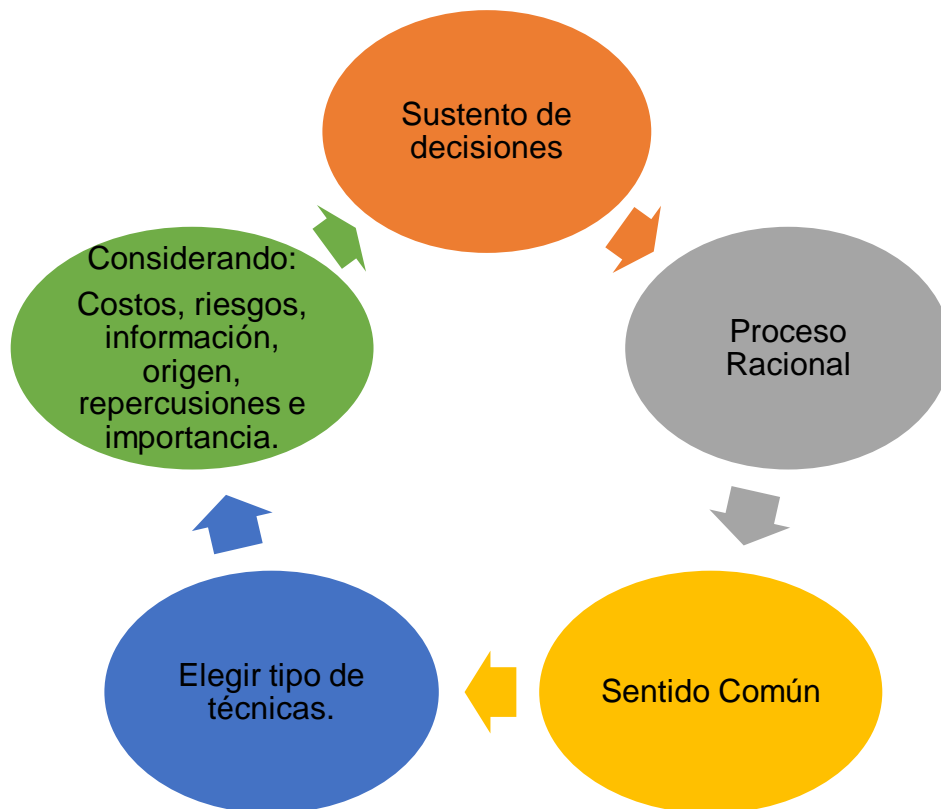 Sustento de
decisiones
Proceso
Racional
Sentido Común
Elegir tipo de
técnicas.
Considerando:
Costos, riesgos,
información,
origen,
repercusiones e
importancia.